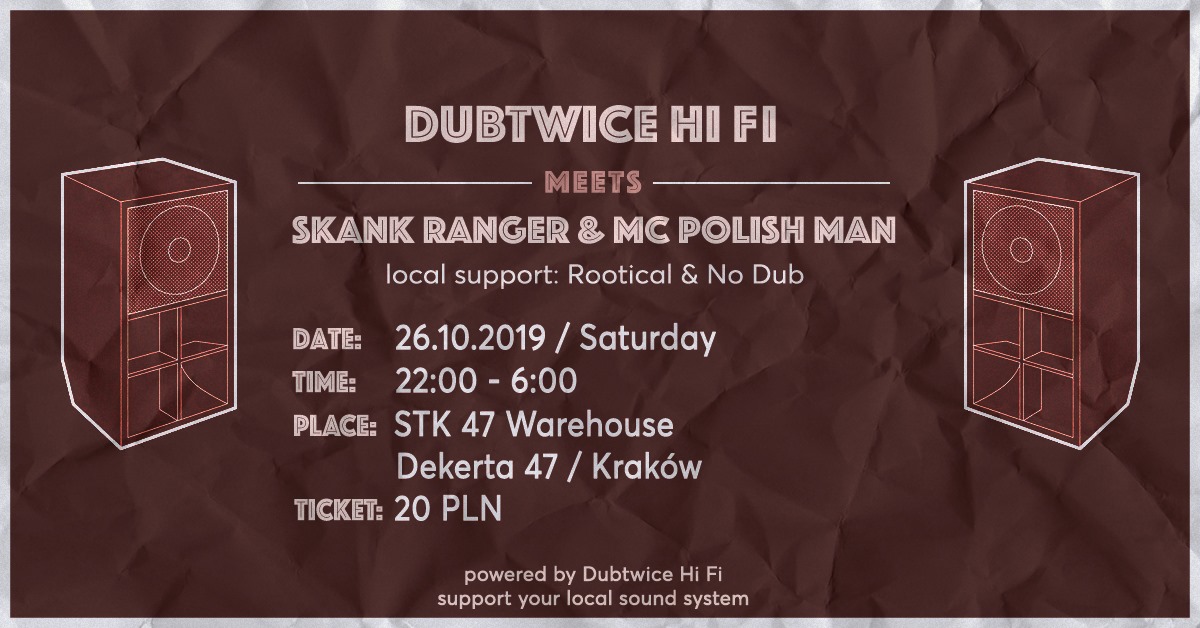 DUBTWICE HI FI
MEETS
SKANK RANGER & MC POLISH MAN
local support: Rootical & No Dub
DATE: 26.10.2019 / Saturday
TIME: 22:00 - 6:00
PLACE: STK 47 Warehouse
Dekerta 47 / Kraków
TICKET: 20 PLN
powered by Dubtwice Hi Fi
support your local sound system